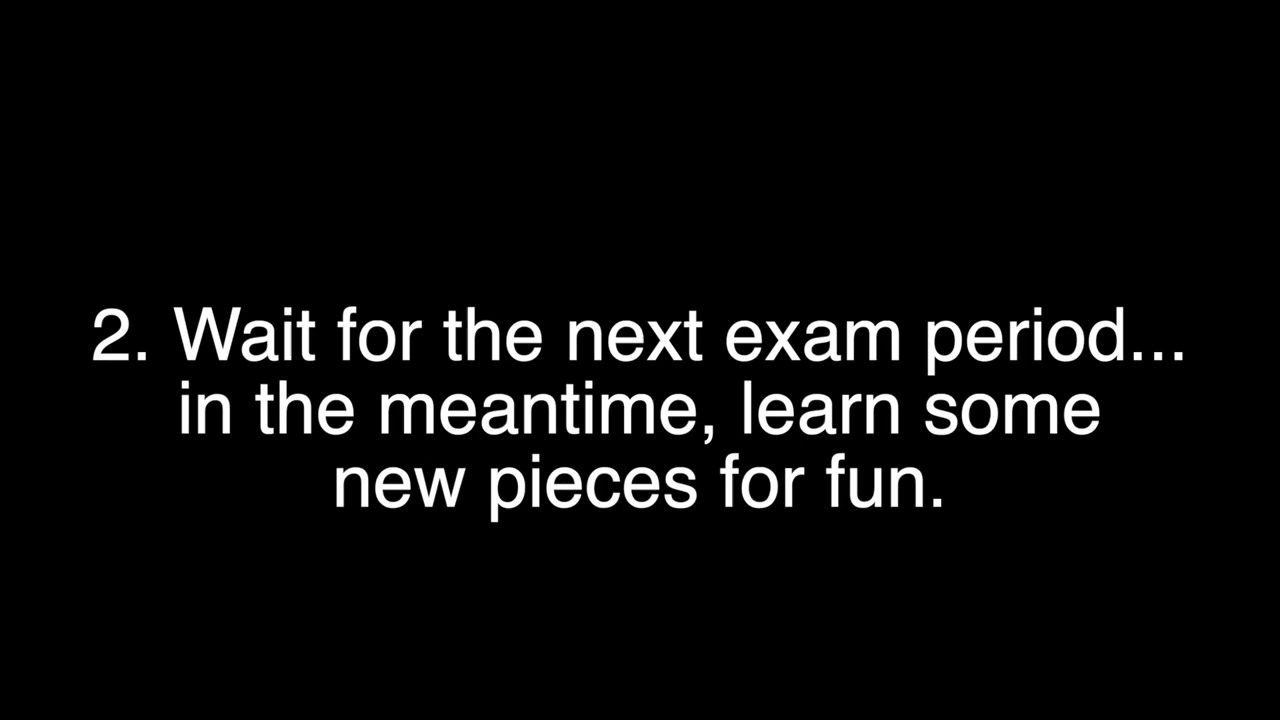 2. Wait for the next exam period...
in the meantime, learn some
new pieces for fun.